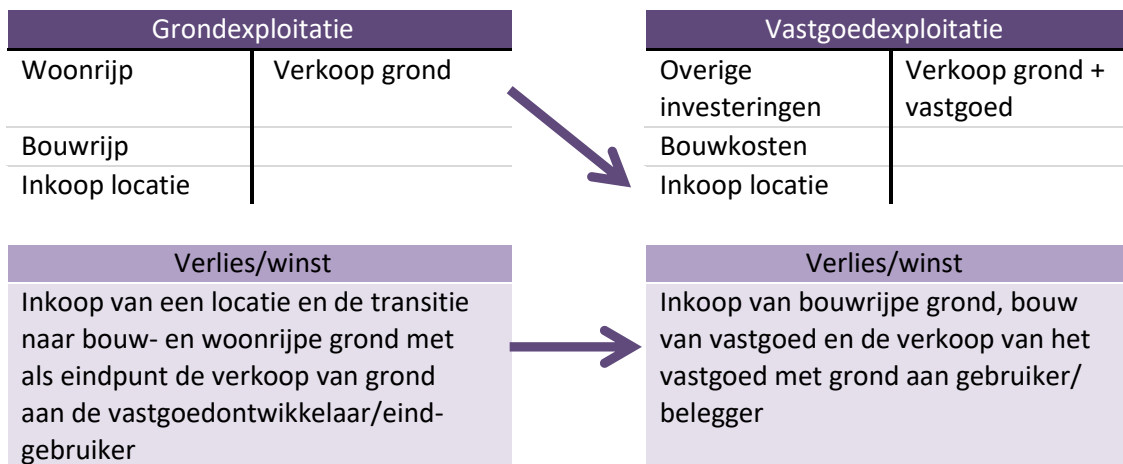 Grondexploitatie
Woonrijp
Verkoop grond
Bouwrijp
Inkoop locatie
Vastgoedexploitatie
Overige
investeringen
Verkoop grond +
vastgoed
Bouwkosten
Inkoop locatie
Verlies/winst
Inkoop van een locatie en de transitie
naar bouw- en woonrijpe grond met
als eindpunt de verkoop van grond
aan de vastgoedontwikkelaar/eind-
gebruiker
Verlies/winst
Inkoop van bouwrijpe grond, bouw
van vastgoed en de verkoop van het
vastgoed met grond aan gebruiker/
belegger